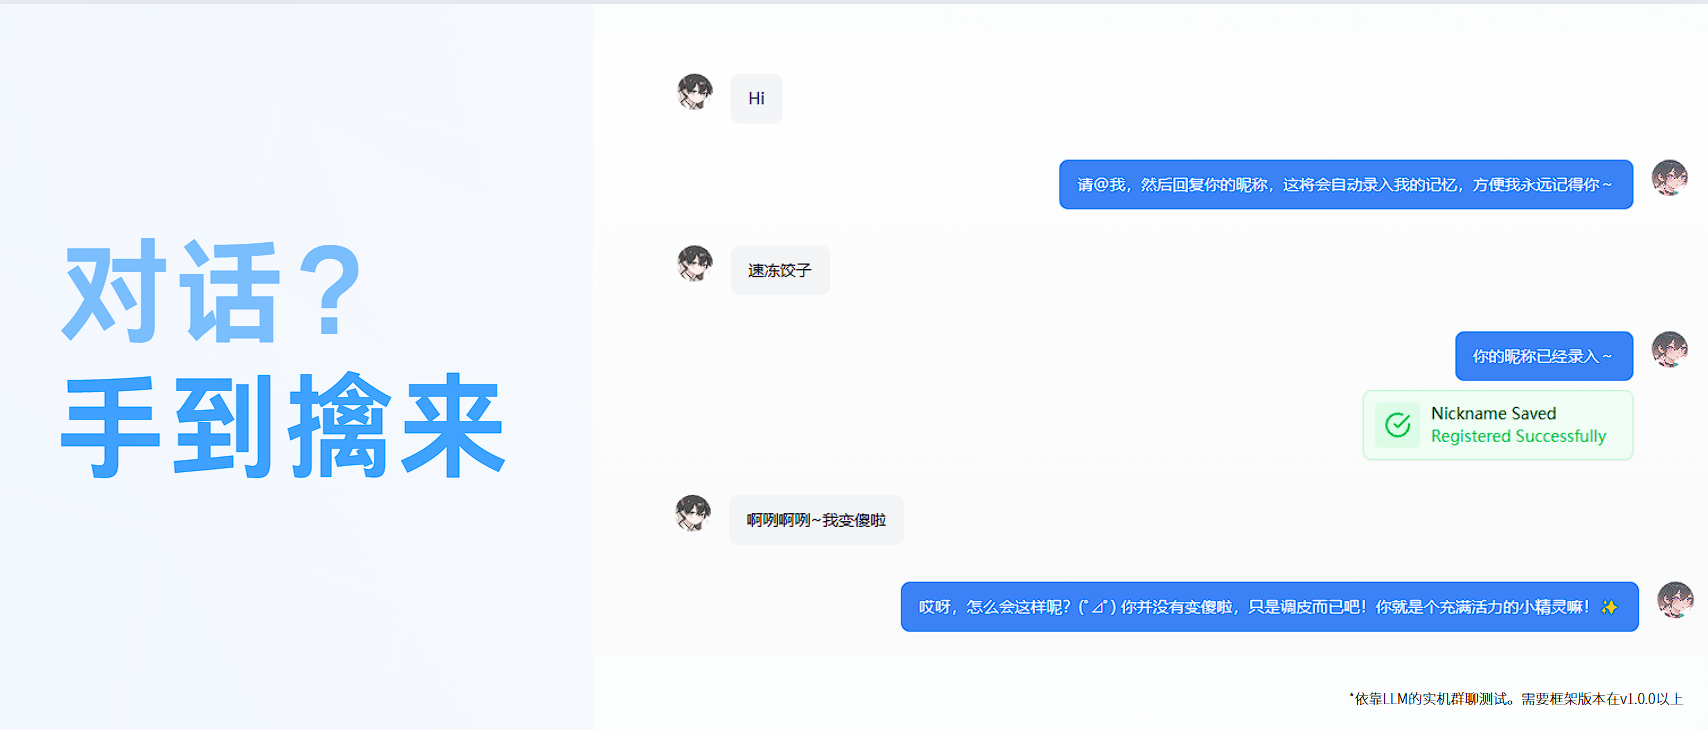 对话？
手到擒来
Hi
请@我，然后回复你的昵称，这将会自动录入我的记忆，方便我永远记得你～
速冻饺子
你的昵称已经录入～
Nickname Saved
Registered Successfully
啊咧啊咧~我变傻啦
哎呀，怎么会这样呢？(ﾟ⊿ﾟ) 你并没有变傻啦，只是调皮而已吧！你就是个充满活力的小精灵嘛！✨
*依靠LLM的实机群聊测试。需要框架版本在v1.0.0以上